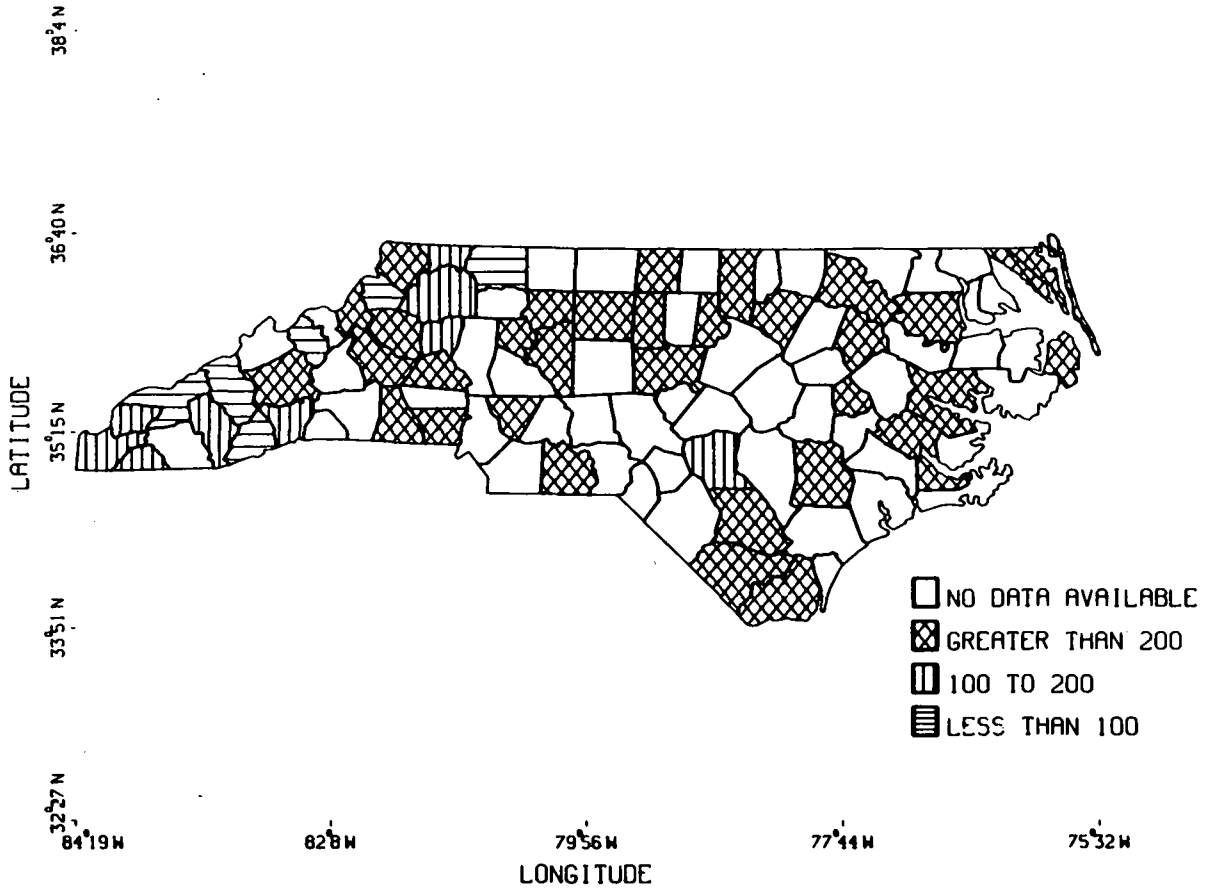 38°4 N
36°40 N
35°15 N
33°51 N
32°27 N
LATITUDE
NO DATA AVAILABLE
GREATER THAN 200
100 TO 200
LESS THAN 100
84°19 W
82°8 W
79°56 W
77°44 W
75°32 W
LONGITUDE